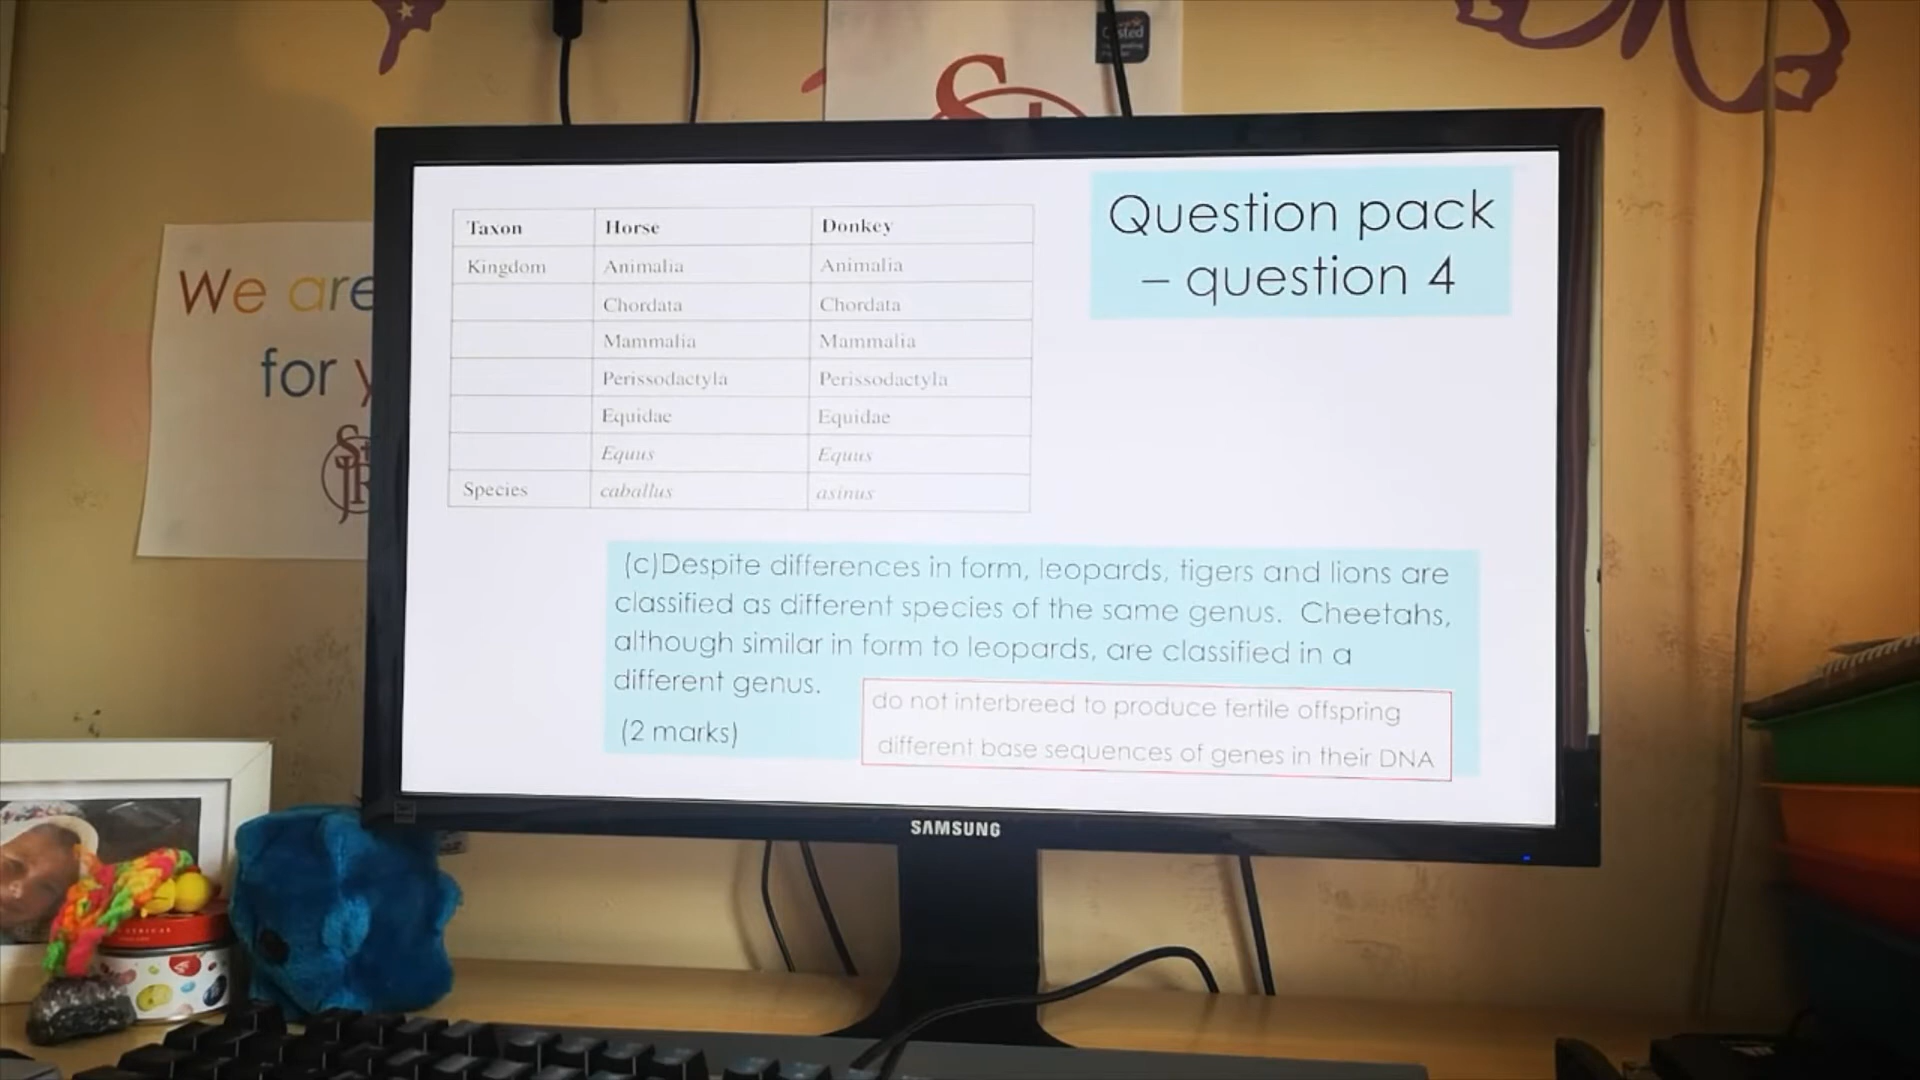 We are
for
Question pack
– question 4
Taxon Horse Donkey
Kingdom Animalia Animalia
Chordata Chordata
Mammalia Mammalia
Perissodactyla Perissodactyla
Equidae Equidae
Equus Equus
Species caballus asinus
(c)Despite differences in form, leopards, tigers and lions are
classified as different species of the same genus. Cheetahs,
although similar in form to leopards, are classified in a
different genus.
(2 marks)
do not interbreed to produce fertile offspring
different base sequences of genes in their DNA
SAMSUNG